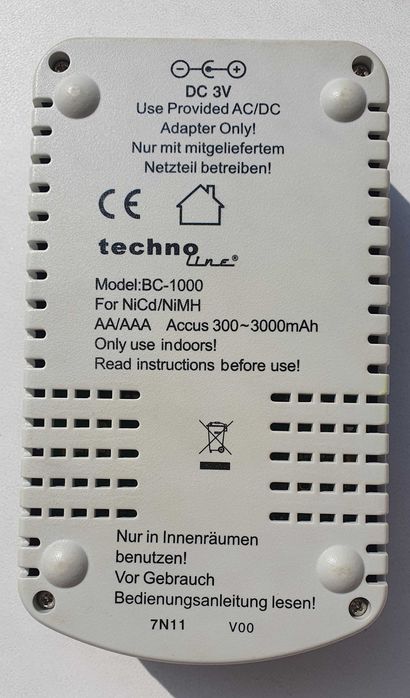 DC 3V
Use Provided AC/DC
Adapter Only!
Nur mit mitgeliefertem
Netzteil betreiben!
CE
techno
line®
Model:BC-1000
For NiCd/NiMH
AA/AAA Accus 300~3000mAh
Only use indoors!
Read instructions before use!
Nur in Innenräumen
benutzen!
Vor Gebrauch
Bedienungsanleitung lesen!
7N11 V00